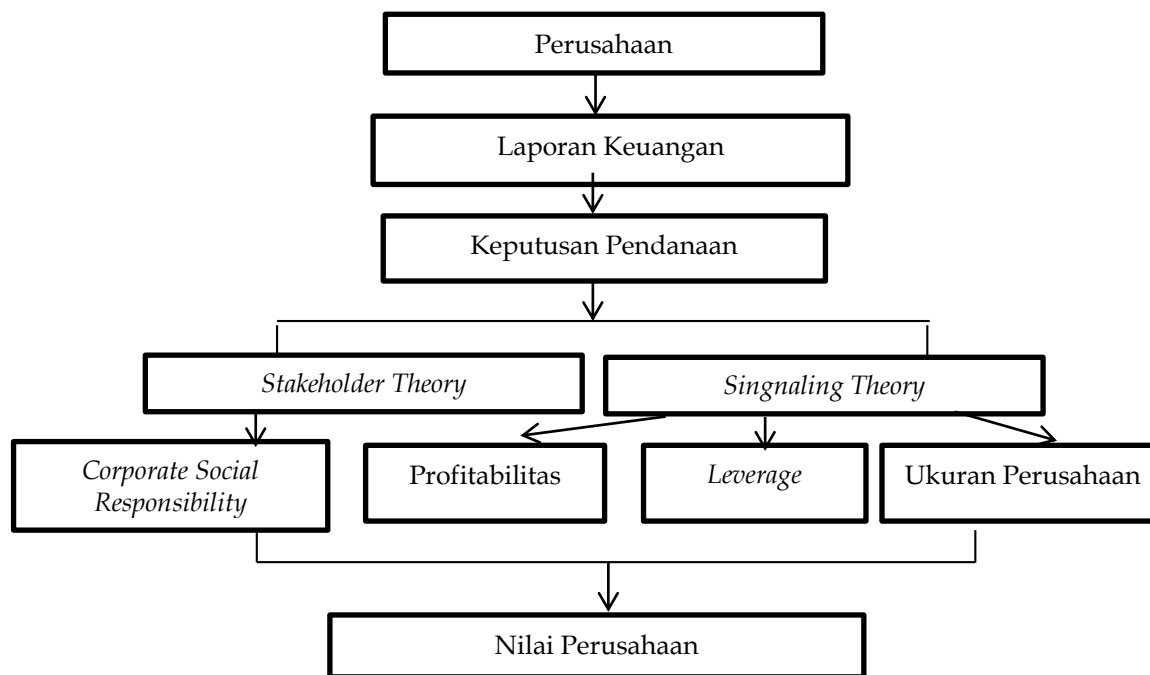 Perusahaan
Laporan Keuangan
Keputusan Pendanaan
Stakeholder Theory
Singnaling Theory
Corporate Social
Responsibility
Profitabilitas
Leverage
Ukuran Perusahaan
Nilai Perusahaan